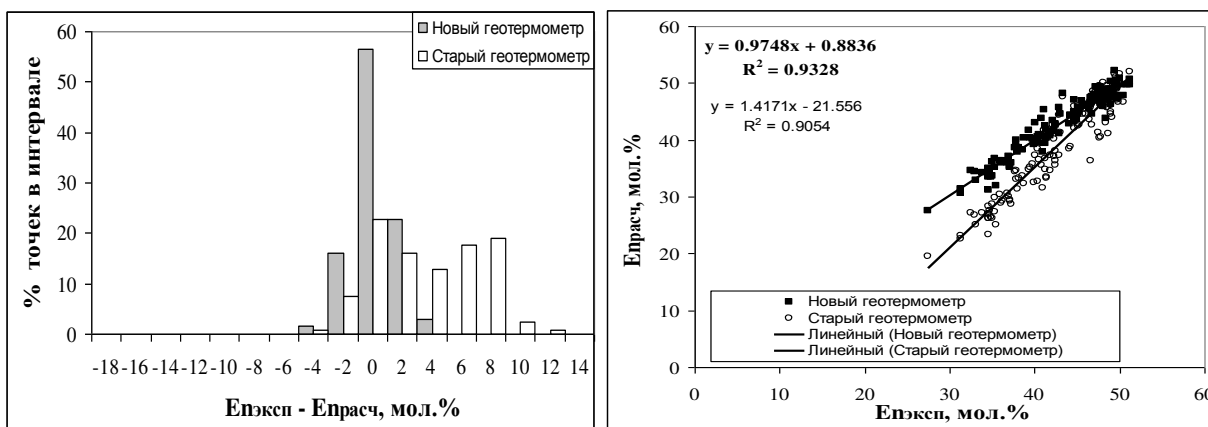 60
50
40
30
20
10
0
% точек в интервале
Новый геотермометр
Старый геотермометр
-18 -16 -14 -12 -10 -8 -6 -4 -2 0 2 4 6 8 10 12 14
Enэксп - Enрасч, мол.%
60
50
40
30
20
10
0
Enрасч, мол.%
y = 0.9748x + 0.8836
R² = 0.9328
y = 1.4171x - 21.556
R² = 0.9054
Новый геотермометр
Старый геотермометр
Линейный (Новый геотермометр)
Линейный (Старый геотермометр)
0 10 20 30 40 50 60
Enэксп, мол.%